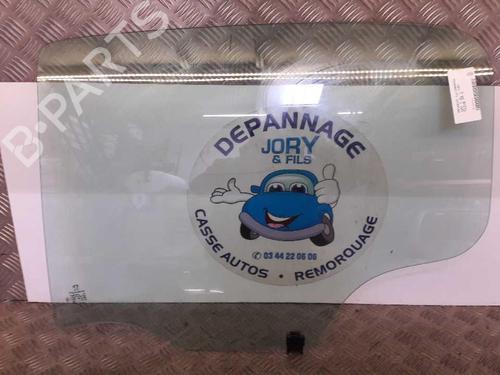 B-PARTS
DEPANNAGE
JORY
& FILS
03 44 22 06 06
CASSE AUTOS • REMORQUAGE